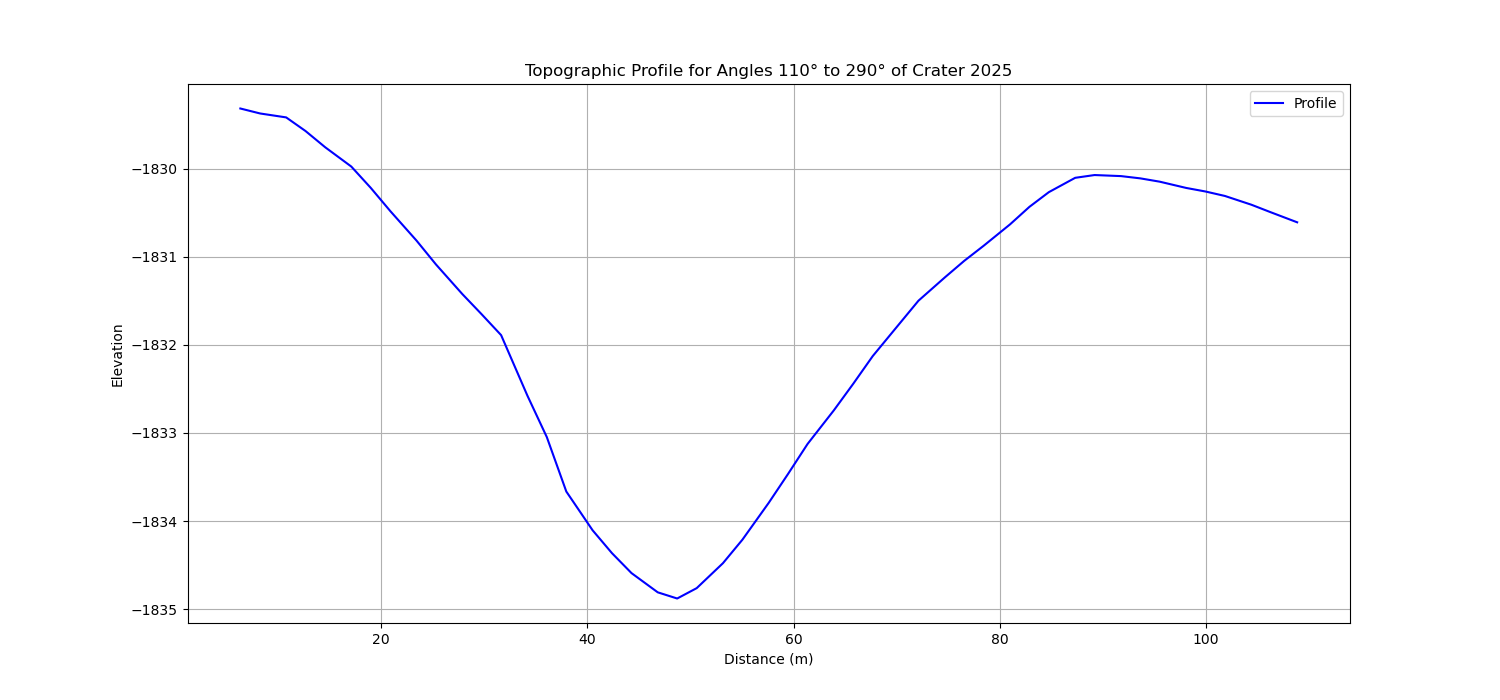 Topographic Profile for Angles 110° to 290° of Crater 2025
Profile
−1830
−1831
−1832
−1833
−1834
−1835
Elevation
20
40
60
80
100
Distance (m)